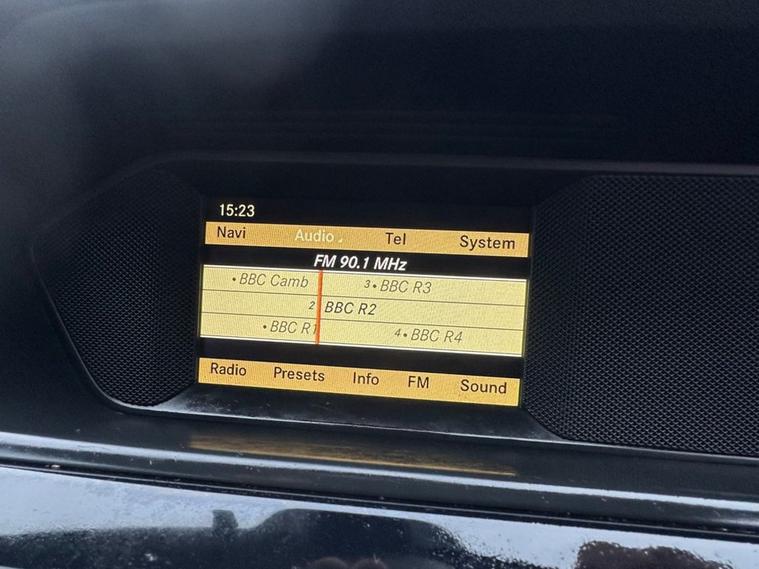 15:23
Navi Audio Tel System
FM 90.1 MHz
•BBC Camb 3•BBC R3
2 BBC R2
•BBC R1 4•BBC R4
Radio Presets Info FM Sound